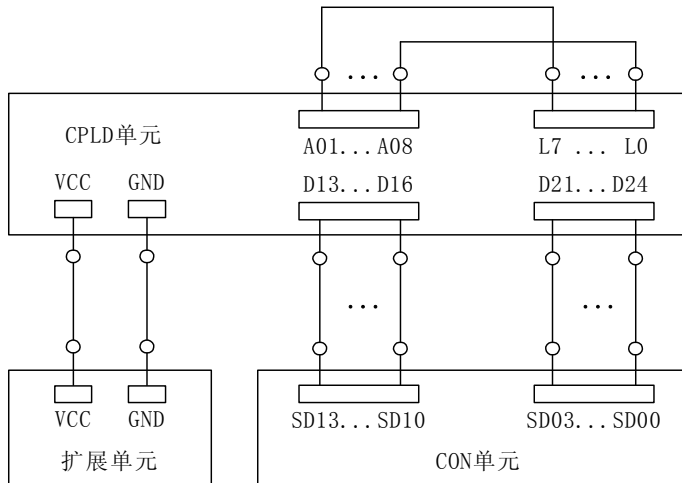 ... ...
CPLD单元
A01...A08 L7 ... L0
VCC GND D13...D16 D21...D24
... ...
VCC GND SD13...SD10 SD03...SD00
扩展单元 CON单元